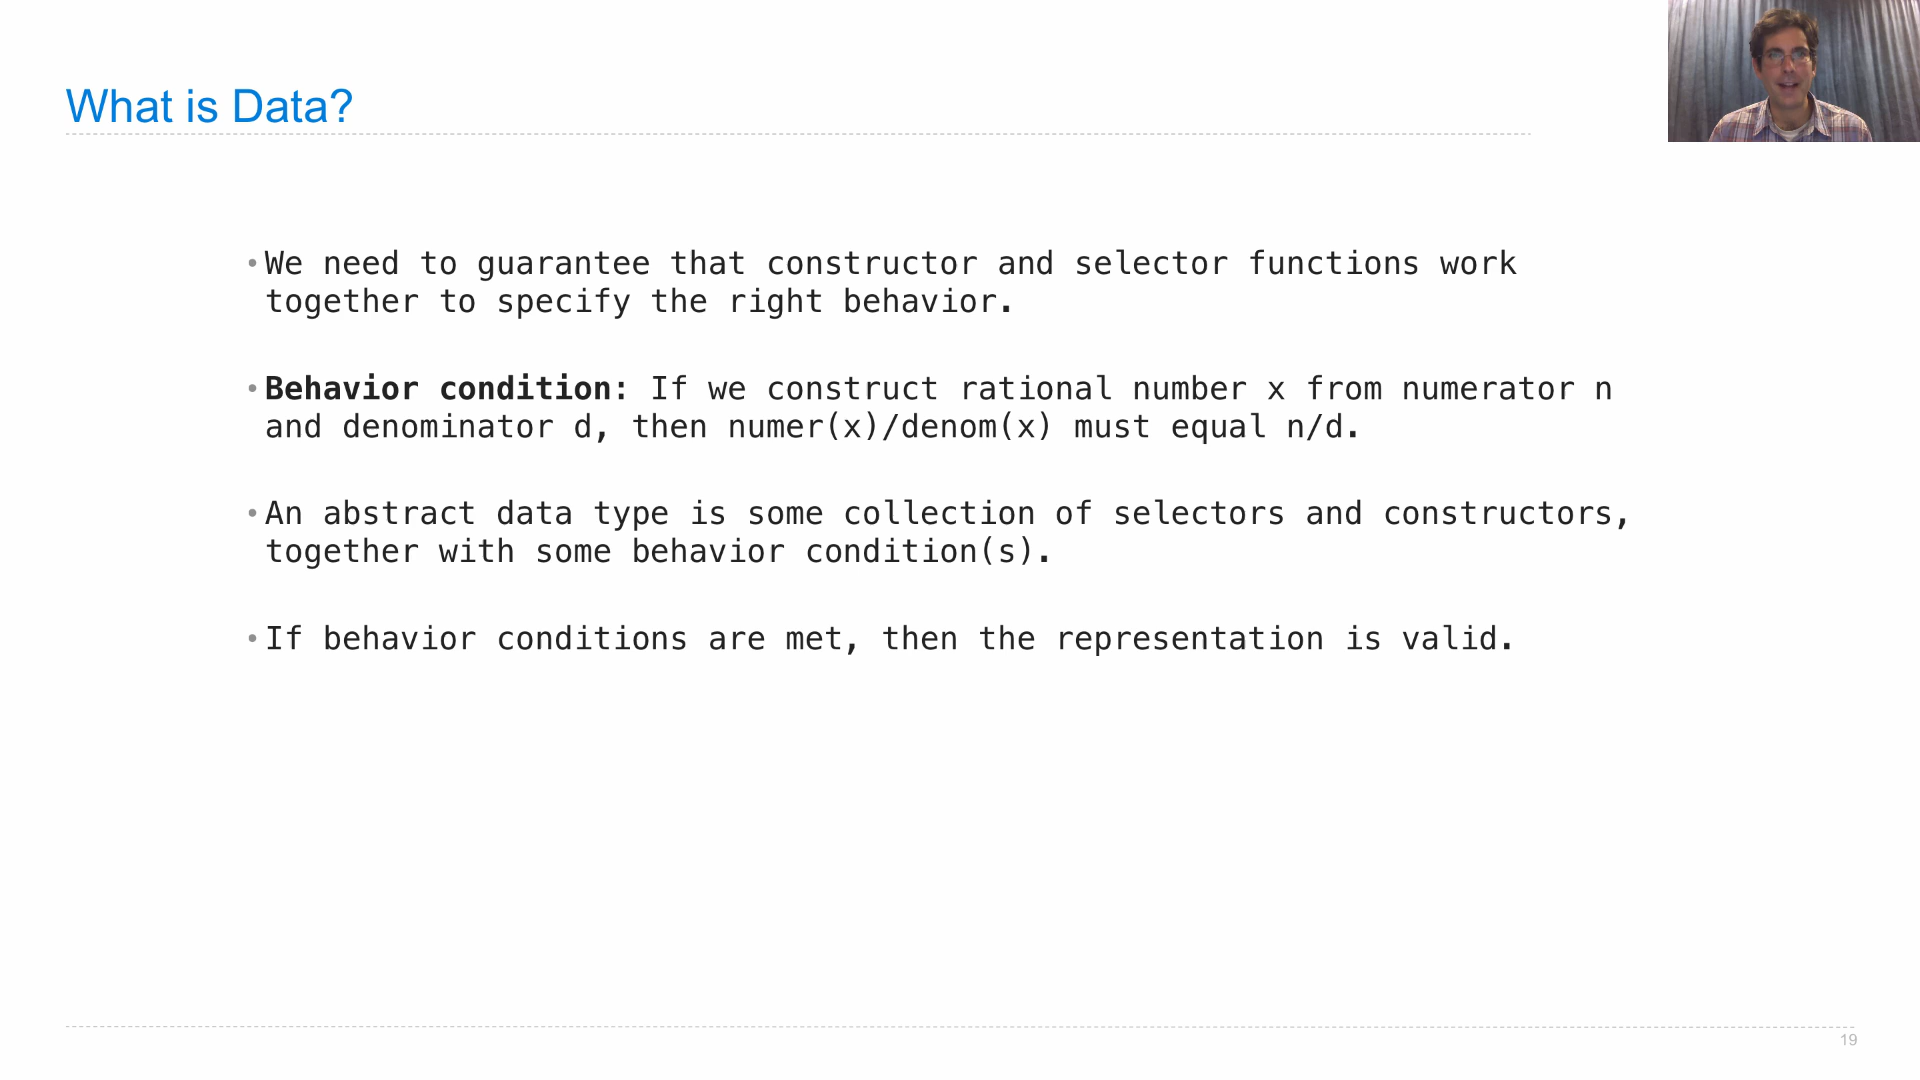 What is Data?
• We need to guarantee that constructor and selector functions work
together to specify the right behavior.
• Behavior condition: If we construct rational number x from numerator n
and denominator d, then numer(x)/denom(x) must equal n/d.
• An abstract data type is some collection of selectors and constructors,
together with some behavior condition(s).
• If behavior conditions are met, then the representation is valid.
19